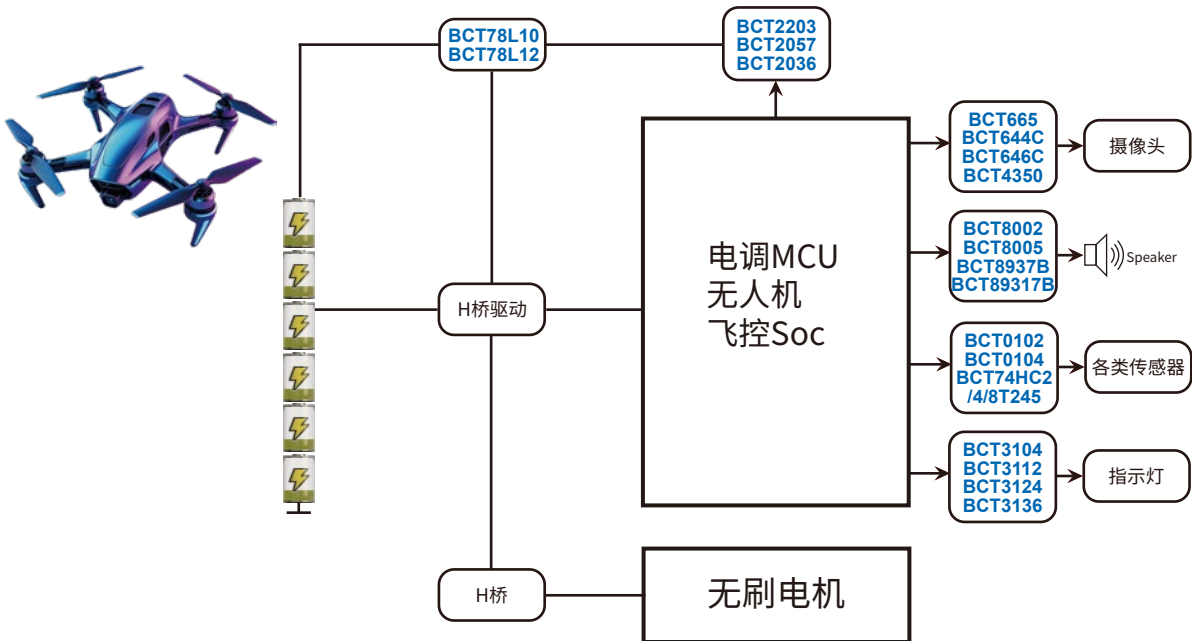 BCT78L10
BCT78L12
BCT2203
BCT2057
BCT2036
电调MCU
无人机
飞控Soc
BCT665
BCT644C
BCT646C
BCT4350
摄像头
BCT8002
BCT8005
BCT8937B
BCT89317B
Speaker
H桥驱动
BCT0102
BCT0104
BCT74HC2
/4/8T245
各类传感器
BCT3104
BCT3112
BCT3124
BCT3136
指示灯
H桥
无刷电机